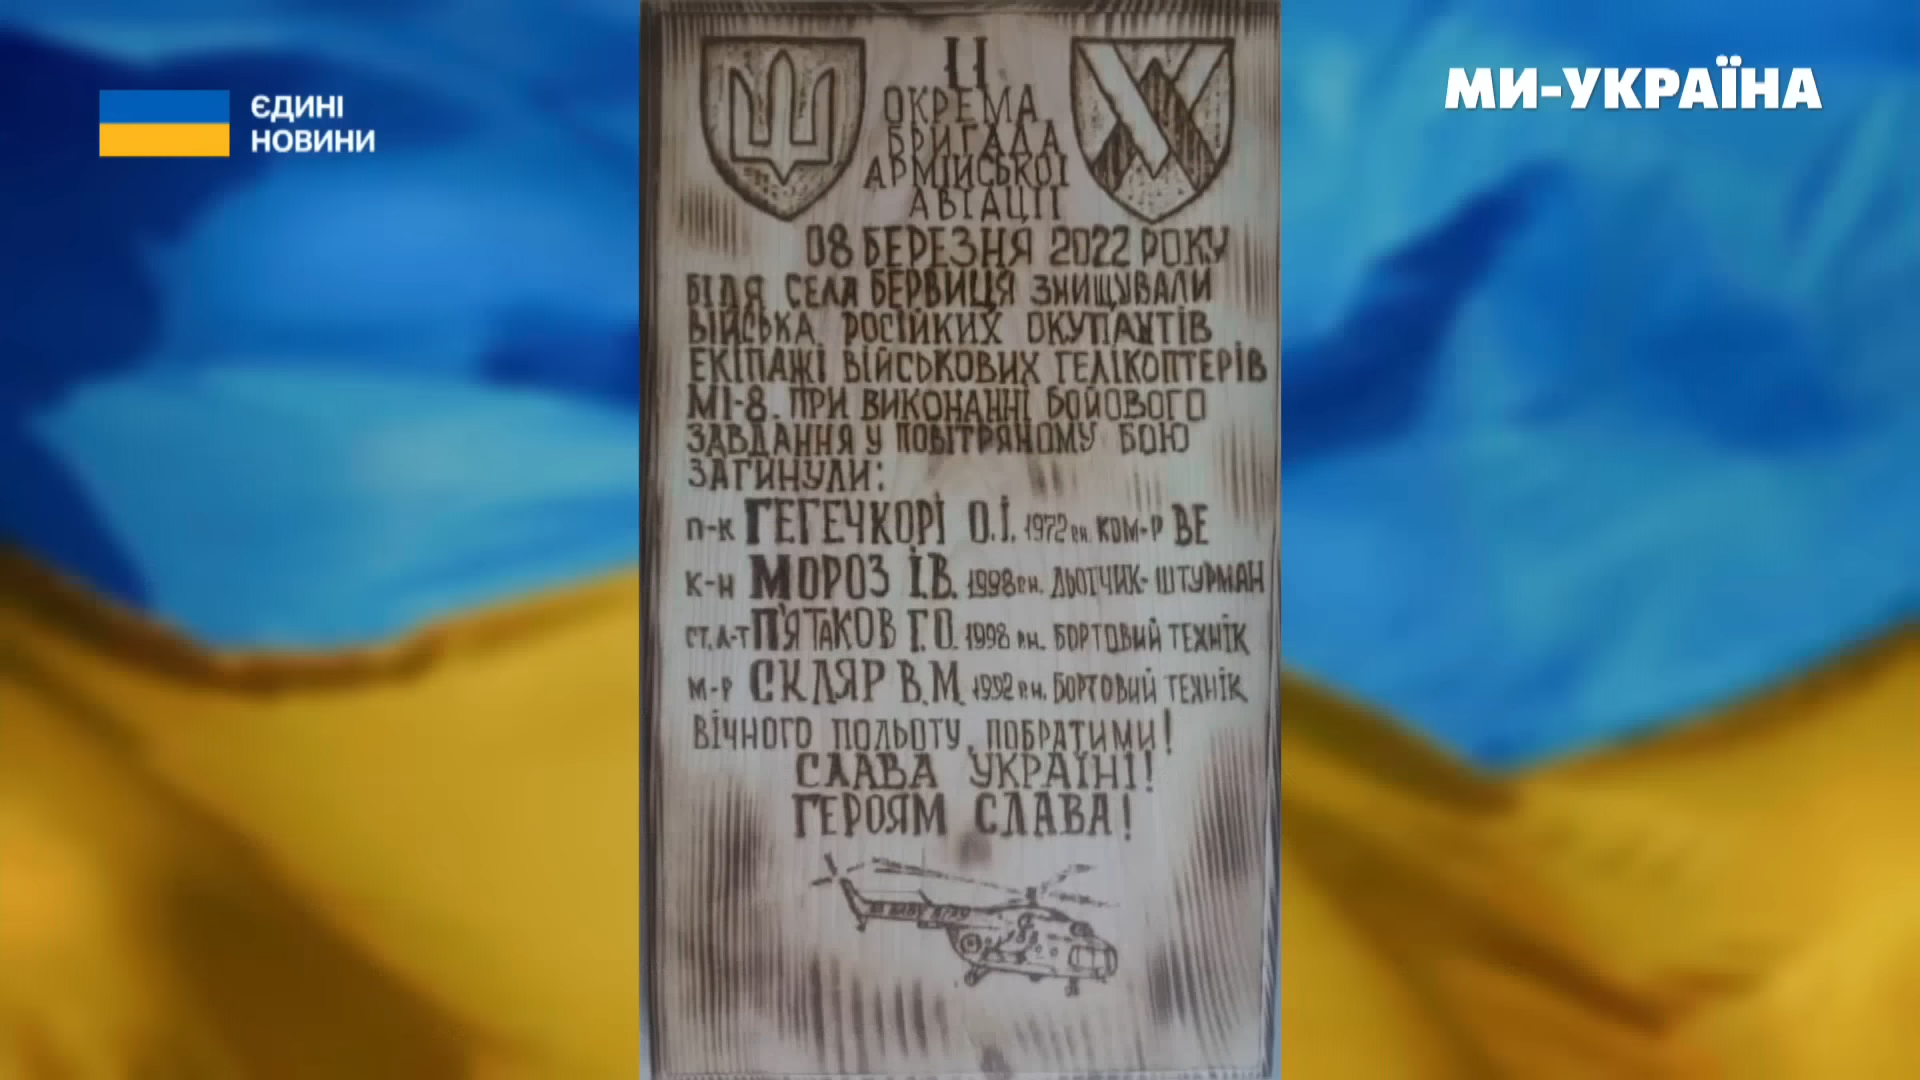 ЄДИНІ
НОВИНИ
МИ-УКРАЇНА
11
ОКРЕМА
БРИГАДА
АРМІЙСЬКОЇ
АВІАЦІЇ
08 БЕРЕЗНЯ 2022 РОКУ
БІЛЯ СЕЛА БЕРВИЦЯ ЗНИЩУВАЛИ
ВІЙСЬКА РОСІЙКИХ ОКУПАНТІВ
ЕКІПАЖІ ВІЙСЬКОВИХ ГЕЛІКОПТЕРІВ
МІ-8. ПРИ ВИКОНАННІ БОЙОВОГО
ЗАВДАННЯ У ПОВІТРЯНОМУ БОЮ
ЗАГИНУЛИ:
П-К ГЕГЕЧКОРІ О.І. 1972 р.н. КОМ-Р ВЕ
К-Н МОРОЗ І.В. 1998 р.н. ЛЬОТЧИК-ШТУРМАН
СТ. Л-Т П'ЯТАКОВ Г.О. 1998 р.н. БОРТОВИЙ ТЕХНІК
М-Р СКЛЯР В.М. 1992 р.н. БОРТОВИЙ ТЕХНІК
ВІЧНОГО ПОЛЬОТУ, ПОБРАТИМИ!
СЛАВА УКРАЇНІ!
ГЕРОЯМ СЛАВА!